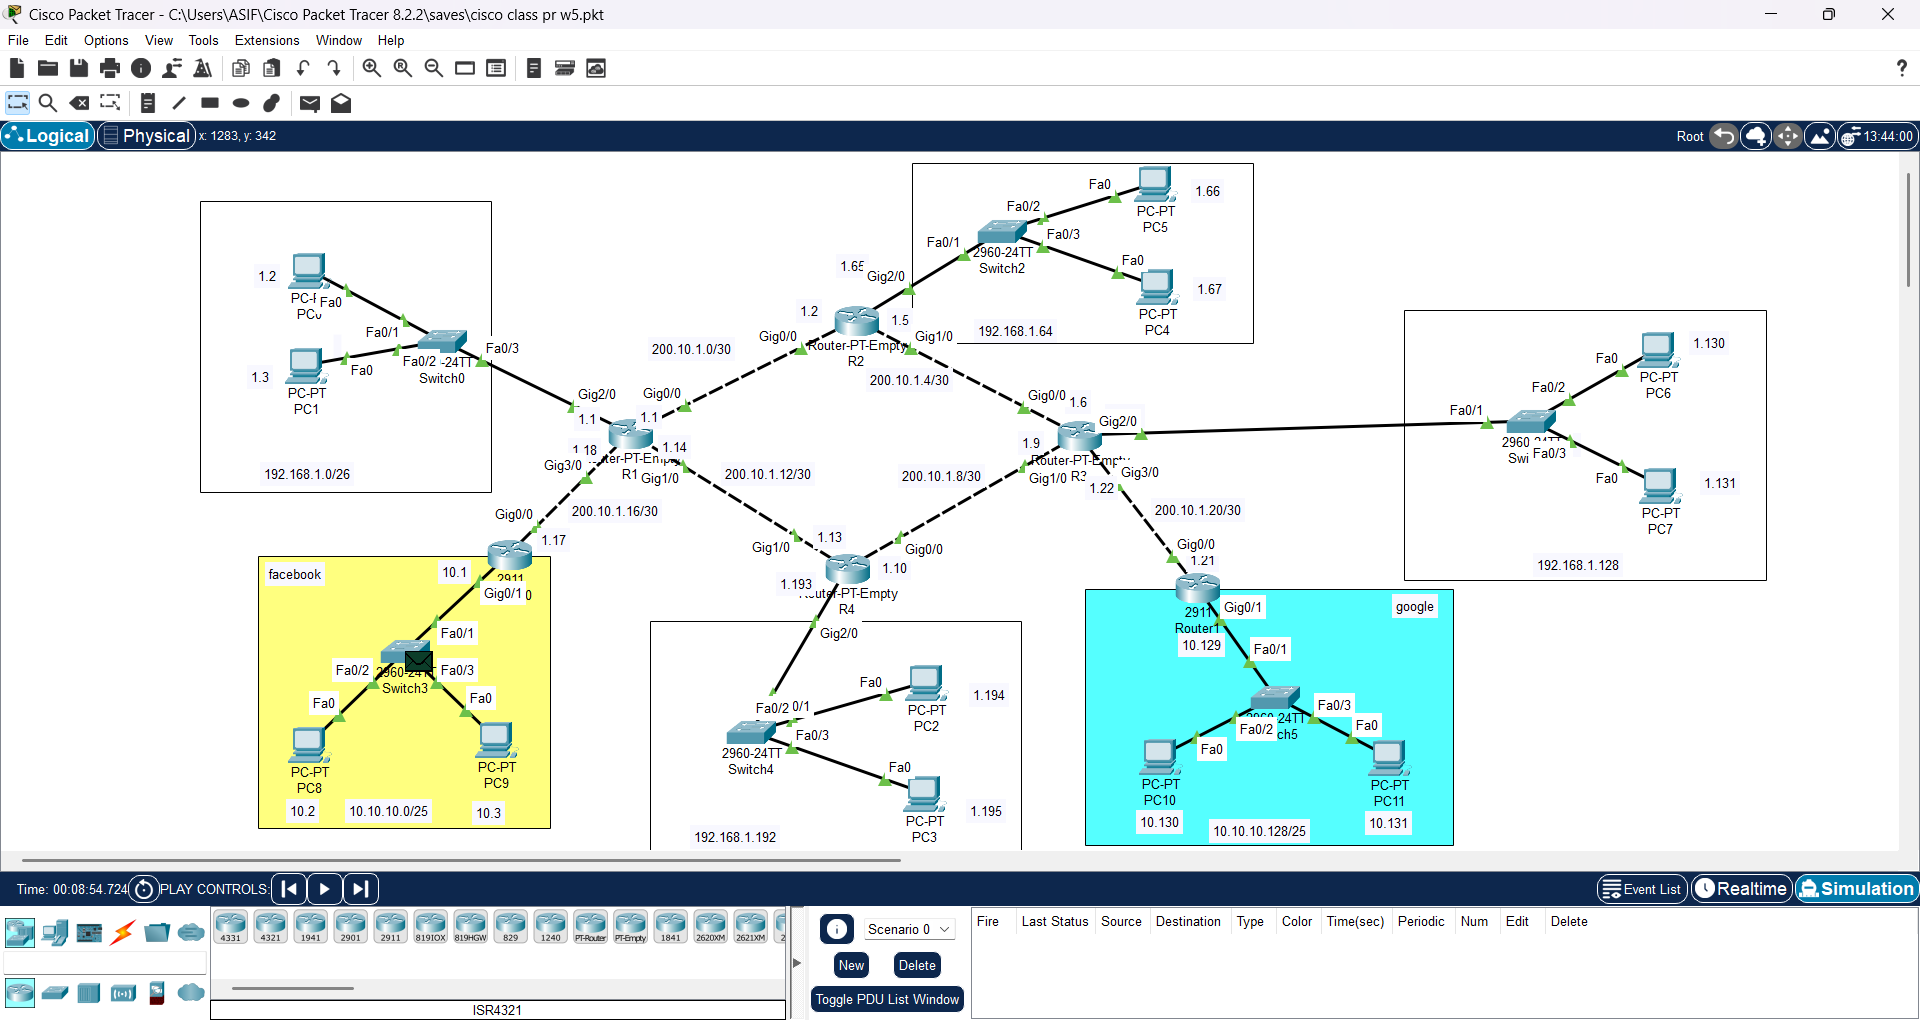 Cisco Packet Tracer - C:\Users\ASIF\Cisco Packet Tracer 8.2.2\saves\cisco class pr w5.pkt
File Edit Options View Tools Extensions Window Help
?
Logical Physical x: 1283, y: 342
Root 13:44:00
1.2
PC0
Fa0
Fa0/1
1.3
Fa0
Fa0/2 -24TT
Switch0
Fa0/3
PC-PT
PC1
192.168.1.0/26
Fa0
1.66
Fa0/2
PC-PT
PC5
Fa0/1
Fa0/3
2960-24TT
Switch2
Fa0
1.67
PC-PT
PC4
192.168.1.64
1.65
Gig2/0
1.2
1.5
Gig0/0
Gig1/0
Router-PT-Empty
R2
200.10.1.0/30
200.10.1.4/30
Gig2/0
Gig0/0
1.1
1.1
1.18
1.14
Gig3/0
R1
Gig1/0
200.10.1.12/30
200.10.1.8/30
200.10.1.16/30
Gig0/0
1.6
Gig2/0
1.9
Router-PT-Empty
Gig1/0
R3
Gig3/0
1.22
200.10.1.20/30
Fa0/1
Fa0/2
Fa0
1.130
PC-PT
PC6
2960-24TT
Fa0/3
Fa0
1.131
PC-PT
PC7
192.168.1.128
Gig0/0
1.17
facebook
10.1
2911
Gig0/1
Fa0/1
Fa0/2
2960-24TT
Fa0/3
Switch3
Fa0
Fa0
PC-PT
PC8
PC-PT
PC9
10.2
10.10.10.0/25
10.3
1.13
Gig1/0
Gig0/0
1.10
1.193
Router-PT-Empty
R4
Gig2/0
Fa0
1.194
PC-PT
PC2
Fa0/2
0/1
Fa0/3
2960-24TT
Switch4
Fa0
1.195
PC-PT
PC3
192.168.1.192
Gig0/0
1.21
2911
Gig0/1
Router1
google
10.129
Fa0/1
Fa0/3
24TT
Fa0/2
Fa0
Fa0
PC-PT
PC10
PC-PT
PC11
10.130
10.10.10.128/25
10.131
Time: 00:08:54.724 PLAY CONTROLS:
Event List Realtime Simulation
4331 4321 1941 2901 2911 819IOX 819HGW 829 1240 PT-Router PT-Empty 1841 2620XM 2621XM
ISR4321
Scenario 0
New Delete
Toggle PDU List Window
Fire Last Status Source Destination Type Color Time(sec) Periodic Num Edit Delete